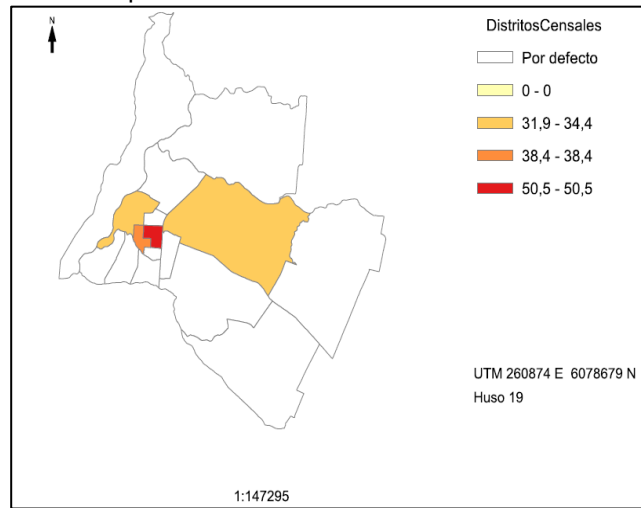 N
DistritosCensales
Por defecto
0 - 0
31,9 - 34,4
38,4 - 38,4
50,5 - 50,5
UTM 260874 E 6078679 N
Huso 19
1:147295